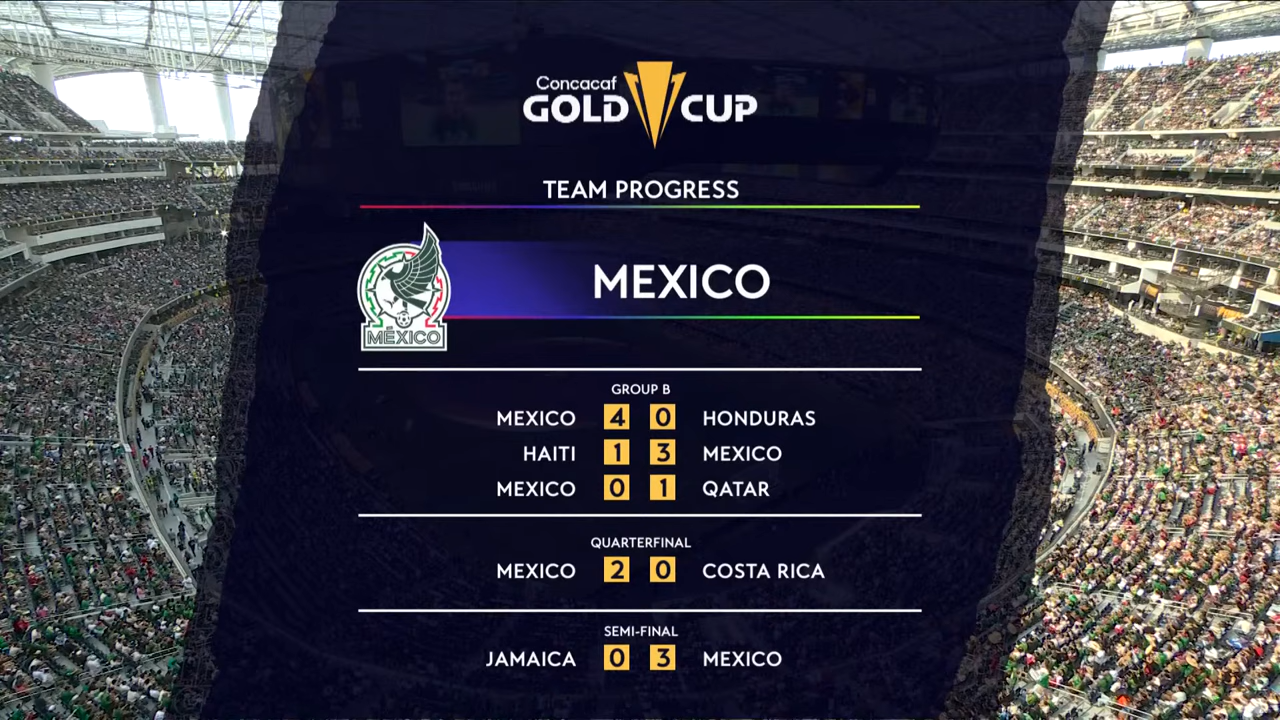 Concacaf
GOLD CUP
TEAM PROGRESS
MEXICO
MÉXICO
GROUP B
MEXICO 4 0 HONDURAS
HAITI 1 3 MEXICO
MEXICO 0 1 QATAR
QUARTERFINAL
MEXICO 2 0 COSTA RICA
SEMI-FINAL
JAMAICA 0 3 MEXICO